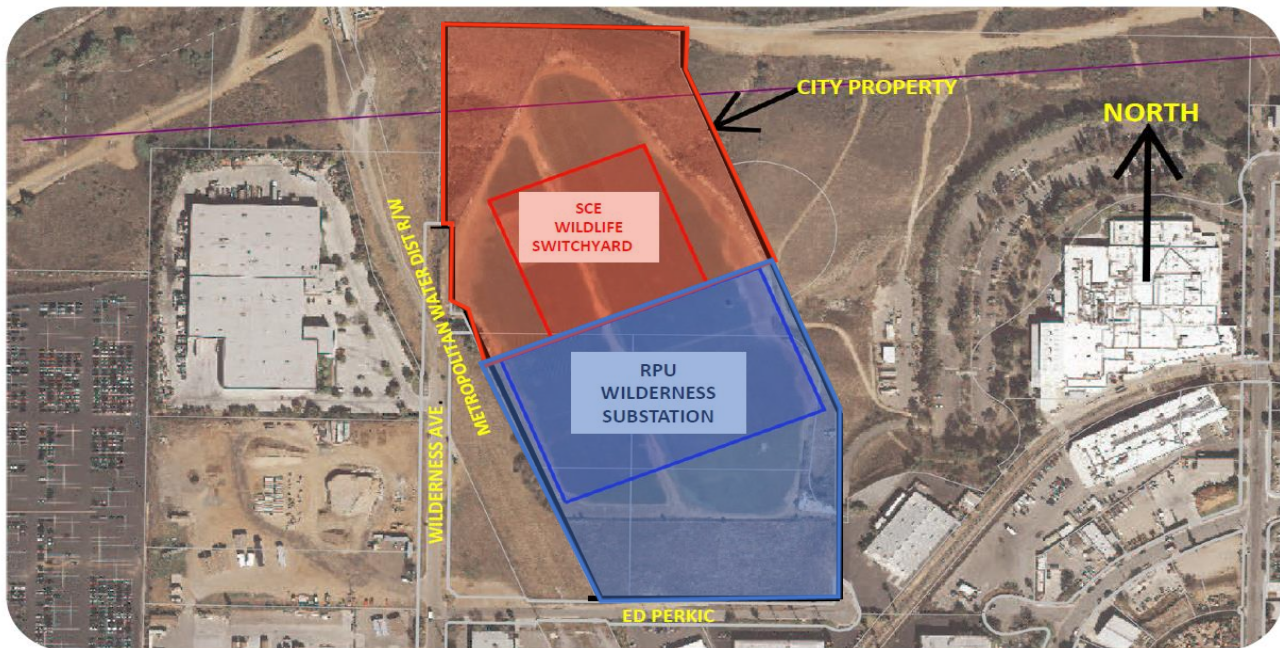 CITY PROPERTY
NORTH
SCE
WILDLIFE
SWITCHYARD
METROPOLITAN WATER DIST R/W
WILDERNESS AVE.
RPU
WILDERNESS
SUBSTATION
ED PERKIC